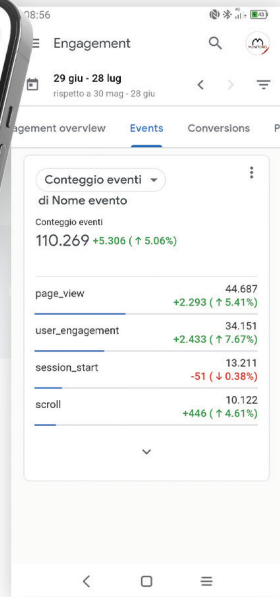 08:56
43
Engagement
29 giu - 28 lug
rispetto a 30 mag - 28 giu
agement overview Events Conversions P
Conteggio eventi
di Nome evento
Conteggio eventi
110.269 +5.306 (↑ 5.06%)
page_view 44.687
+2.293 (↑ 5.41%)
user_engagement 34.151
+2.433 (↑ 7.67%)
session_start 13.211
-51 (↓ 0.38%)
scroll 10.122
+446 (↑ 4.61%)